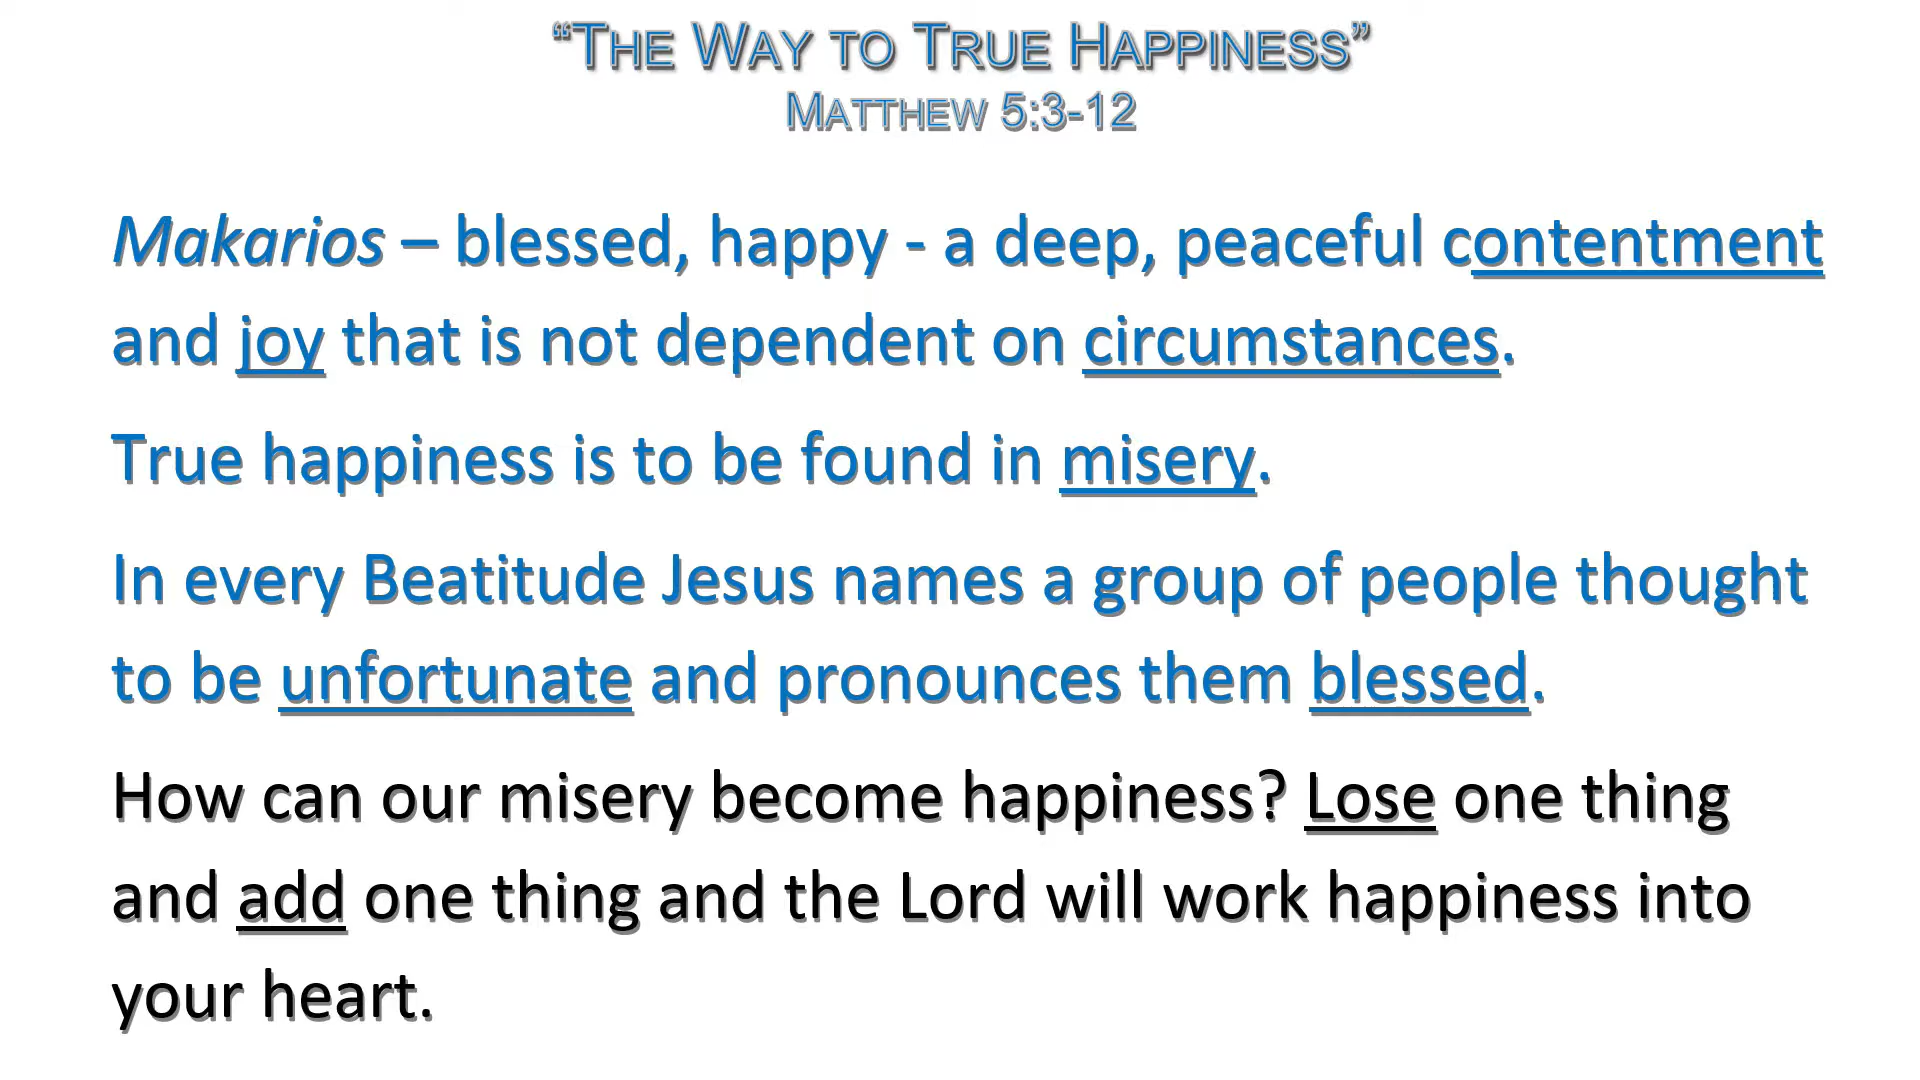 “The Way to True Happiness”
Matthew 5:3-12
Makarios – blessed, happy - a deep, peaceful contentment
and joy that is not dependent on circumstances.
True happiness is to be found in misery.
In every Beatitude Jesus names a group of people thought
to be unfortunate and pronounces them blessed.
How can our misery become happiness? Lose one thing
and add one thing and the Lord will work happiness into
your heart.